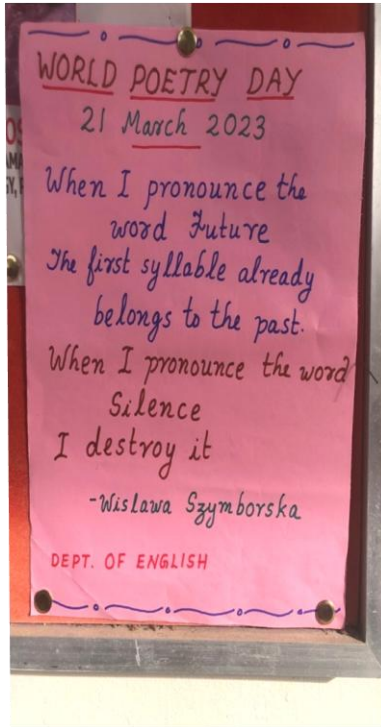 WORLD POETRY DAY
21 March 2023
When I pronounce the
word Future
The first syllable already
belongs to the past.
When I pronounce the word
Silence
I destroy it
-Wislawa Szymborska
DEPT. OF ENGLISH